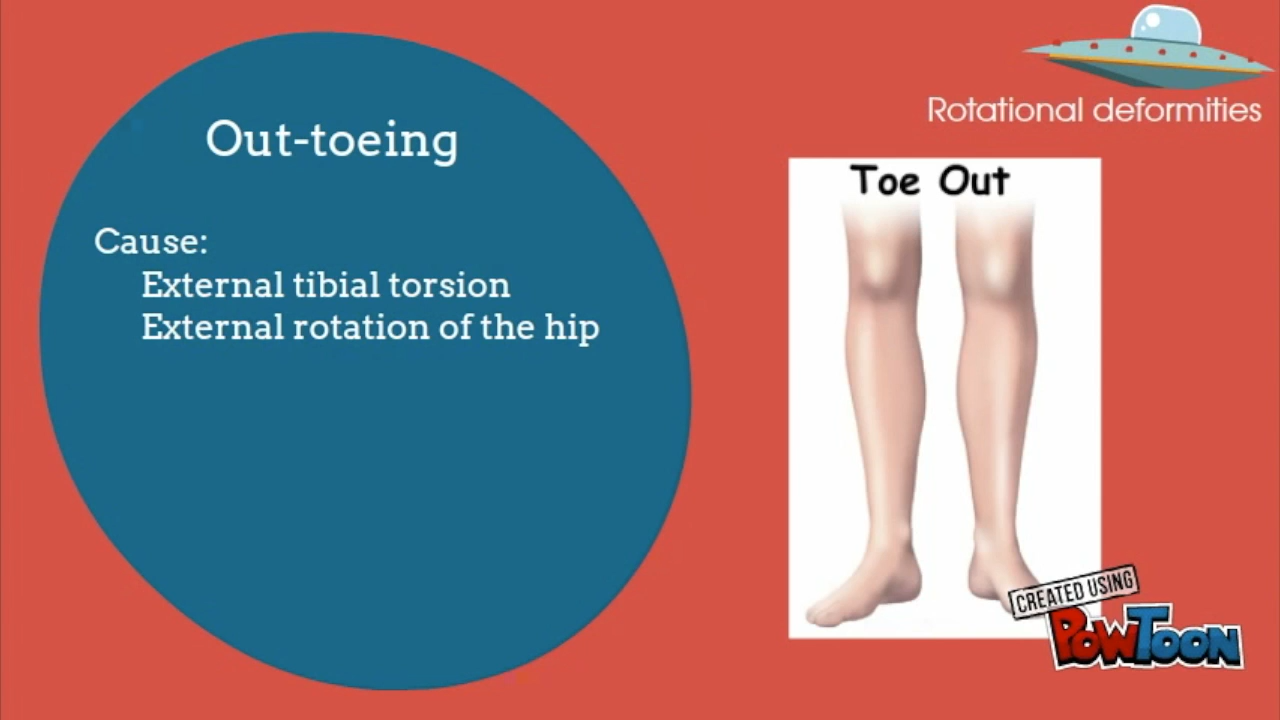 Rotational deformities
Out-toeing
Cause:
External tibial torsion
External rotation of the hip
Toe Out
CREATED USING
POWTOON